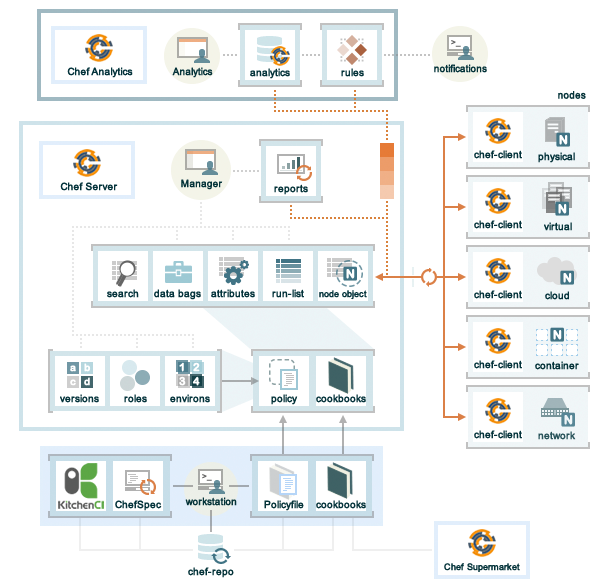 Chef Analytics
Analytics
analytics
rules
notifications
nodes
chef-client
physical
N
Chef Server
Manager
reports
chef-client
virtual
N
search
data bags
attributes
run-list
node object
N
chef-client
cloud
N
chef-client
container
N
a b
c d
versions
roles
1 2
3 4
environs
policy
cookbooks
chef-client
network
N
KitchenCI
ChefSpec
workstation
Policyfile
cookbooks
chef-repo
Chef Supermarket